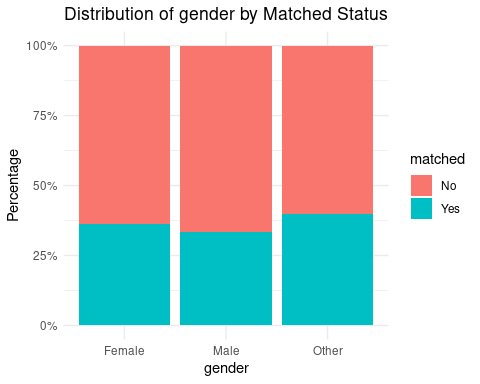 Distribution of gender by Matched Status
100%
75%
50%
25%
0%
Percentage
Female Male Other
gender
matched
No
Yes